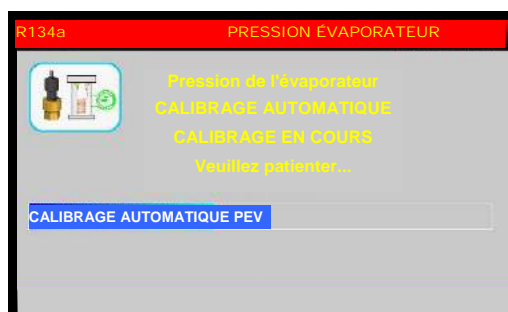 R134a PRESSION ÉVAPORATEUR
Pression de l'évaporateur
CALIBRAGE AUTOMATIQUE
CALIBRAGE EN COURS
Veuillez patienter...
CALIBRAGE AUTOMATIQUE PEV